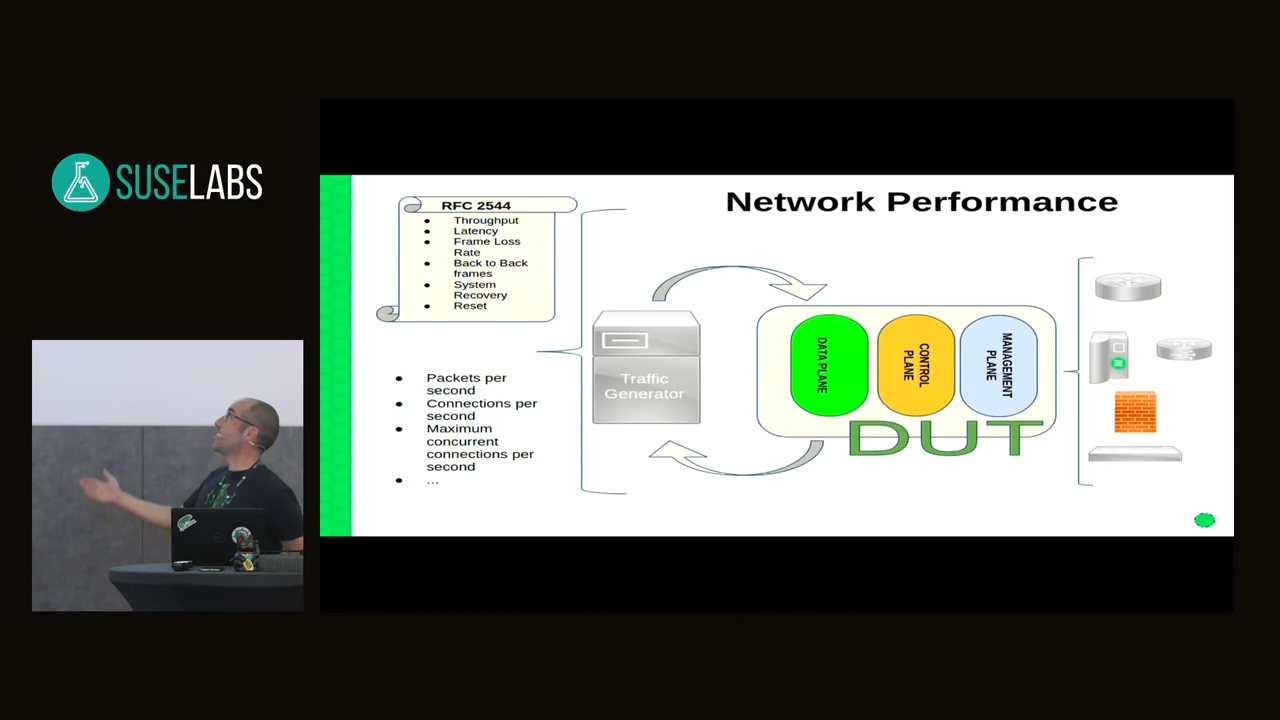 SUSELABS
Network Performance
RFC 2544
● Throughput
● Latency
● Frame Loss
Rate
● Back to Back
frames
● System
Recovery
● Reset
● Packets per
second
● Connections per
second
● Maximum
concurrent
connections per
second
● ...
Traffic
Generator
DATA PLANE
CONTROL
PLANE
MANAGEMENT
PLANE
DUT